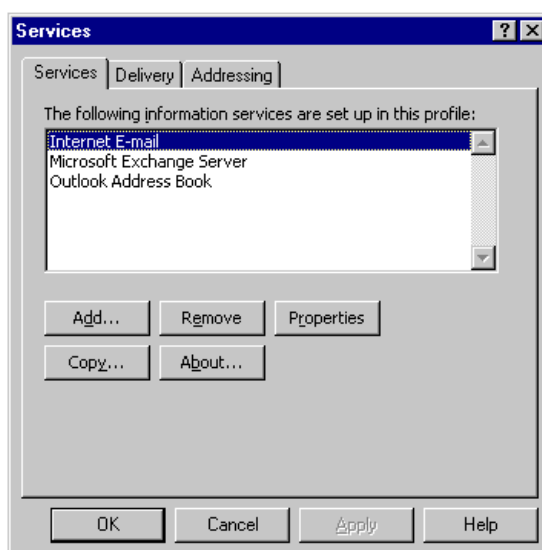 Services
Services Delivery Addressing
The following information services are set up in this profile:
Internet E-mail
Microsoft Exchange Server
Outlook Address Book
Add... Remove Properties
Copy... About...
OK Cancel Apply Help